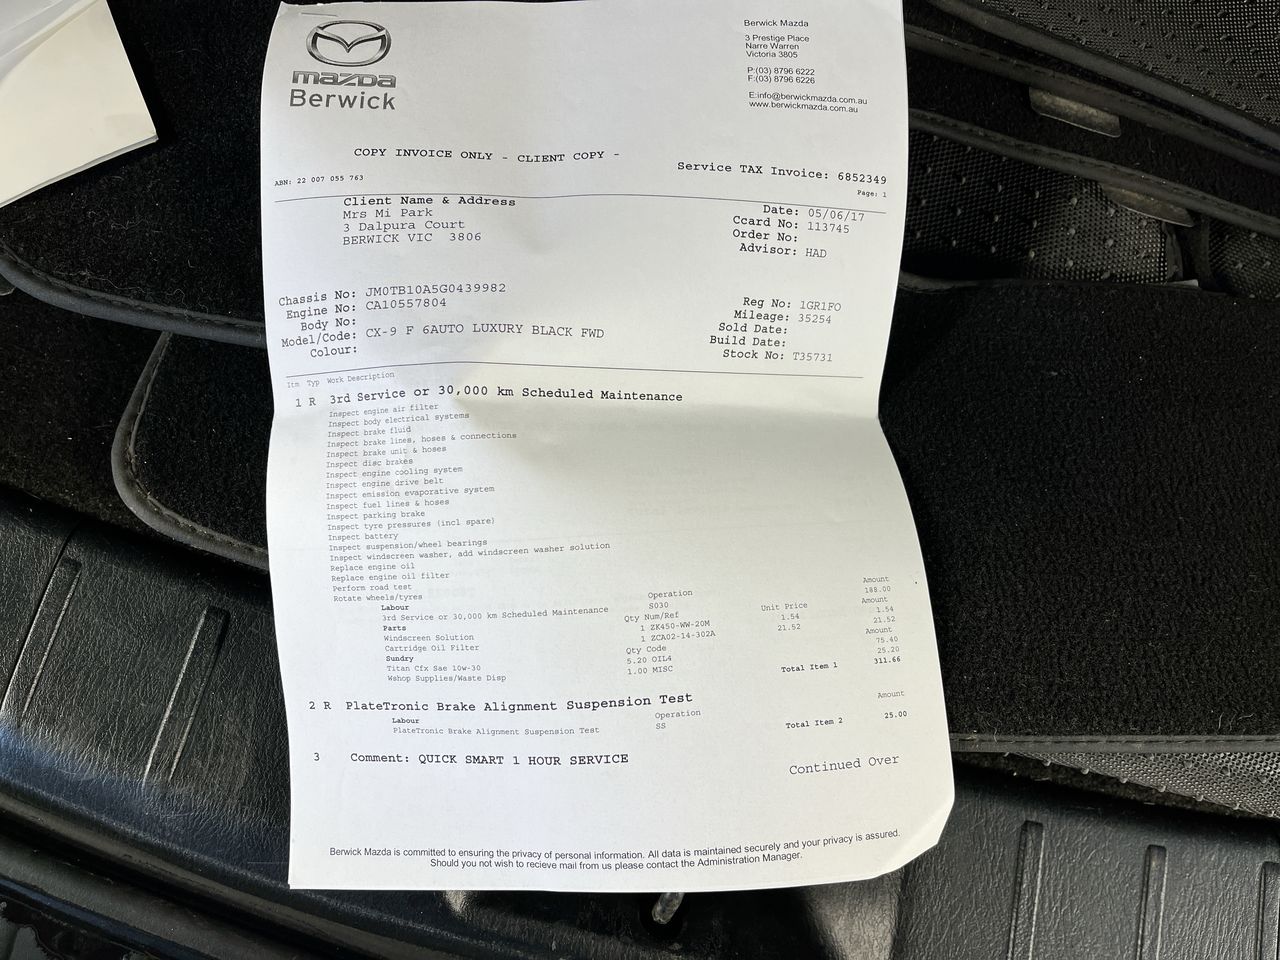 mazda
Berwick
Berwick Mazda
3 Prestige Place
Narre Warren
Victoria 3805
P:(03) 8796 6222
F:(03) 8796 6226
E:info@berwickmazda.com.au
www.berwickmazda.com.au
COPY INVOICE ONLY - CLIENT COPY -
ABN: 22 007 055 763
Service TAX Invoice: 6852349
Page: 1
Client Name & Address
Mrs Mi Park
3 Dalpura Court
BERWICK VIC 3806
Date: 05/06/17
Ccard No: 113745
Order No:
Advisor: HAD
Chassis No: JM0TB10A5G0439982
Engine No: CA10557804
Body No:
Model/Code: CX-9 F 6AUTO LUXURY BLACK FWD
Colour:
Reg No: 1GR1FO
Mileage: 35254
Sold Date:
Build Date:
Stock No: T35731
Itm Typ Work Description
1 R 3rd Service or 30,000 km Scheduled Maintenance
Inspect engine air filter
Inspect body electrical systems
Inspect brake fluid
Inspect brake lines, hoses & connections
Inspect brake unit & hoses
Inspect disc brakes
Inspect engine cooling system
Inspect engine drive belt
Inspect emission evaporative system
Inspect fuel lines & hoses
Inspect parking brake
Inspect tyre pressures (incl spare)
Inspect battery
Inspect suspension/wheel bearings
Inspect windscreen washer, add windscreen washer solution
Replace engine oil
Replace engine oil filter
Perform road test
Rotate wheels/tyres
Labour Operation Amount
3rd Service or 30,000 km Scheduled Maintenance S030 188.00
Parts Qty Num/Ref Unit Price Amount
Windscreen Solution 1 ZK450-WW-20M 1.54 1.54
Cartridge Oil Filter 1 ZCA02-14-302A 21.52 21.52
Sundry Qty Code Amount
Titan Cfx Sae 10w-30 5.20 OIL4 75.40
Wshop Supplies/Waste Disp 1.00 MISC 25.20
Total Item 1 311.66
2 R PlateTronic Brake Alignment Suspension Test
Labour Operation Amount
PlateTronic Brake Alignment Suspension Test SS
Total Item 2 25.00
3 Comment: QUICK SMART 1 HOUR SERVICE
Continued Over
Berwick Mazda is committed to ensuring the privacy of personal information. All data is maintained securely and your privacy is assured.
Should you not wish to recieve mail from us please contact the Administration Manager.